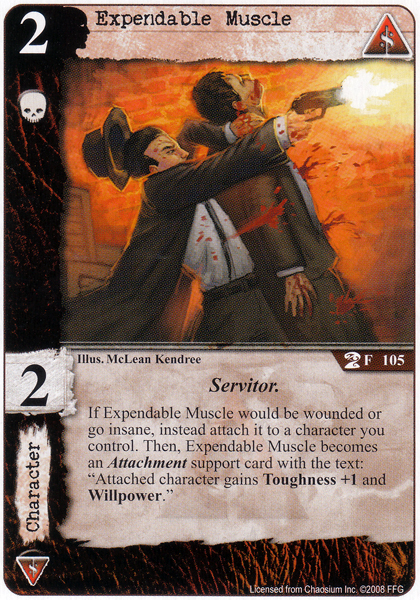 2 Expendable Muscle
Illus. McLean Kendree
F 105
2
Servitor.
If Expendable Muscle would be wounded or
go insane, instead attach it to a character you
control. Then, Expendable Muscle becomes
an Attachment support card with the text:
“Attached character gains Toughness +1 and
Willpower.”
Character
Licensed from Chaosium Inc. ©2008 FFG